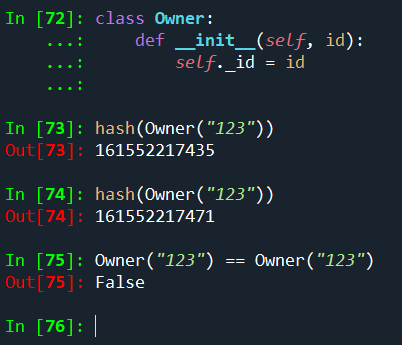 In [72]: class Owner:
    ...:     def __init__(self, id):
    ...:         self._id = id
    ...:
In [73]: hash(Owner("123"))
Out[73]: 161552217435
In [74]: hash(Owner("123"))
Out[74]: 161552217471
In [75]: Owner("123") == Owner("123")
Out[75]: False
In [76]: